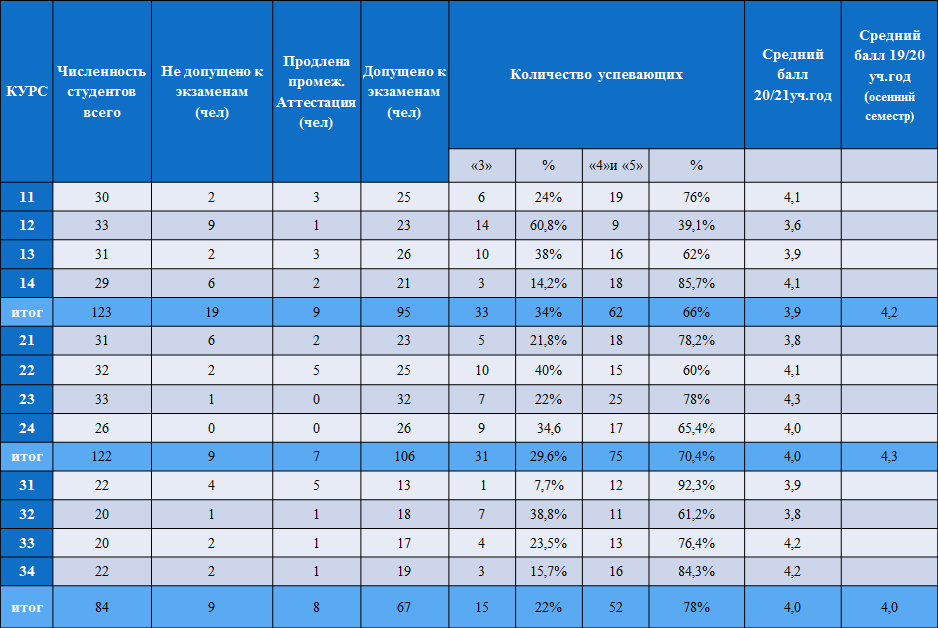 КУРС
Численность
студентов
всего
Не допущено к
экзаменам
(чел)
Продлена
промеж.
Аттестация
(чел)
Допущено к
экзаменам
(чел)
Количество успевающих
Средний
балл
20/21уч.год
Средний
балл 19/20
уч.год
(осенний
семестр)
«3» % «4»и «5» %
11 30 2 3 25 6 24% 19 76% 4,1
12 33 9 1 23 14 60,8% 9 39,1% 3,6
13 31 2 3 26 10 38% 16 62% 3,9
14 29 6 2 21 3 14,2% 18 85,7% 4,1
итог 123 19 9 95 33 34% 62 66% 3,9 4,2
21 31 6 2 23 5 21,8% 18 78,2% 3,8
22 32 2 5 25 10 40% 15 60% 4,1
23 33 1 0 32 7 22% 25 78% 4,3
24 26 0 0 26 9 34,6 17 65,4% 4,0
итог 122 9 7 106 31 29,6% 75 70,4% 4,0 4,3
31 22 4 5 13 1 7,7% 12 92,3% 3,9
32 20 1 1 18 7 38,8% 11 61,2% 3,8
33 20 2 1 17 4 23,5% 13 76,4% 4,2
34 22 2 1 19 3 15,7% 16 84,3% 4,2
итог 84 9 8 67 15 22% 52 78% 4,0 4,0